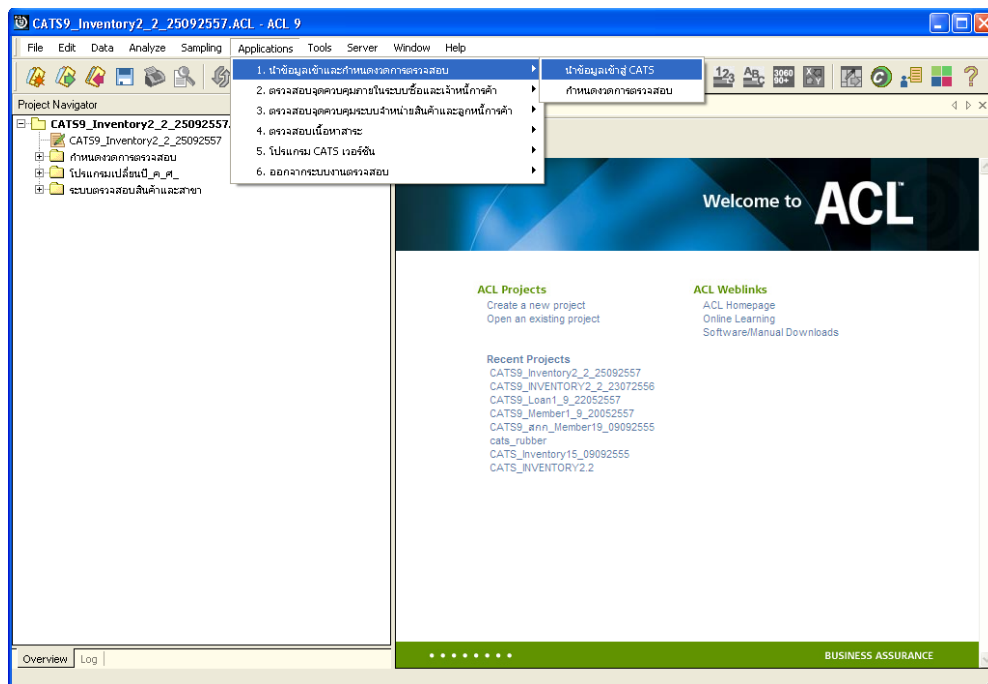 CATS9_Inventory2_2_25092557.ACL - ACL 9
File Edit Data Analyze Sampling Applications Tools Server Window Help
1. นำข้อมูลเข้าและกำหนดงวดการตรวจสอบ
2. ตรวจสอบจุดควบคุมภายในระบบซื้อและเจ้าหนี้การค้า
3. ตรวจสอบจุดควบคุมระบบจำหน่ายสินค้าและลูกหนี้การค้า
4. ตรวจสอบเนื้อหาสาระ
5. โปรแกรม CATS เวอร์ชัน
6. ออกจากระบบงานตรวจสอบ
นำข้อมูลเข้าสู่ CATS
กำหนดงวดการตรวจสอบ
Project Navigator
CATS9_Inventory2_2_25092557.
CATS9_Inventory2_2_25092557
กำหนดงวดการตรวจสอบ
โปรแกรมเปลี่ยนปี_ค_ศ_
ระบบตรวจสอบสินค้าและสาขา
Welcome to ACL™
ACL Projects
Create a new project
Open an existing project
ACL Weblinks
ACL Homepage
Online Learning
Software/Manual Downloads
Recent Projects
CATS9_Inventory2_2_25092557
CATS9_INVENTORY2_2_23072556
CATS9_Loan1_9_22052557
CATS9_Member1_9_20052557
CATS9_สกก_Member19_09092555
cats_rubber
CATS_Inventory15_09092555
CATS_INVENTORY2.2
BUSINESS ASSURANCE
Overview Log